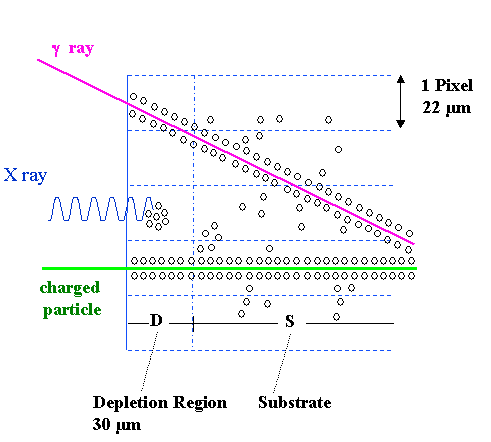 γ ray
1 Pixel
22 µm
X ray
charged
particle
D
S
Depletion Region
30 µm
Substrate